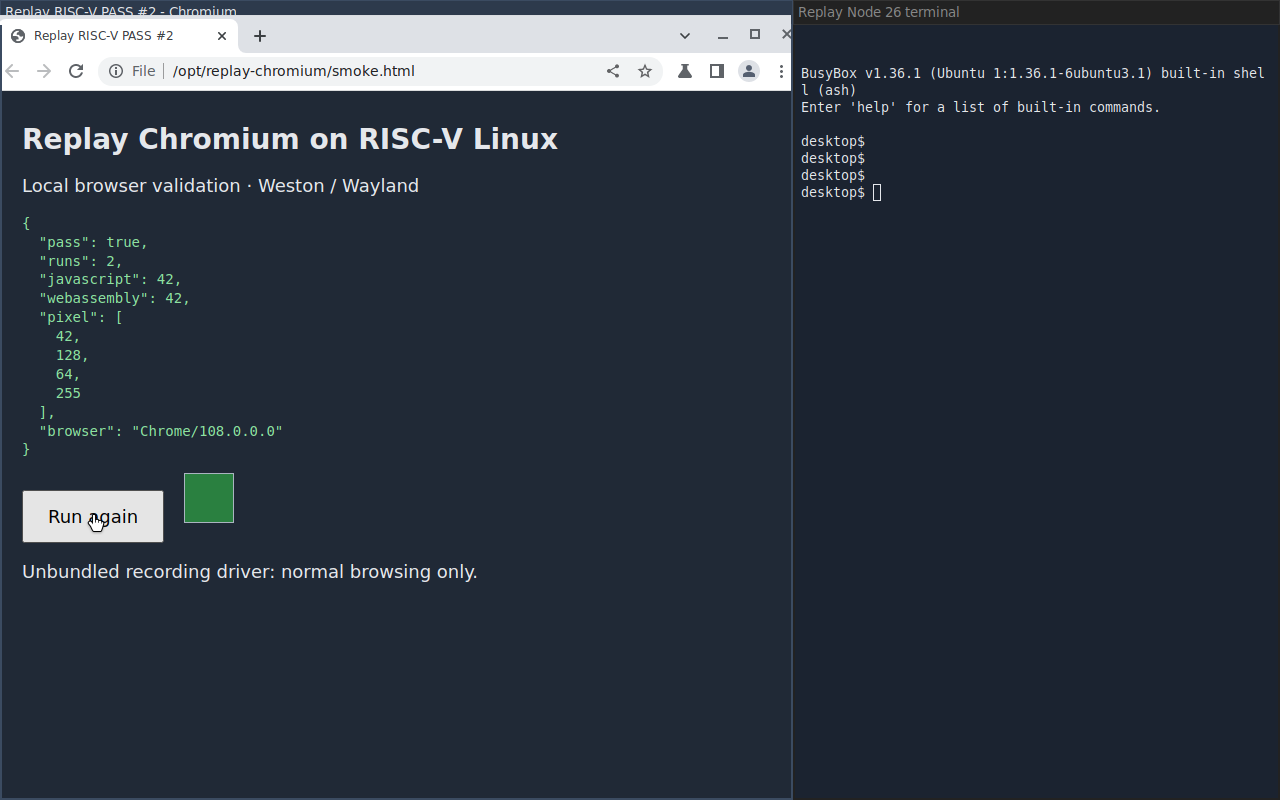 Replay RISC-V PASS #2 - Chromium
Replay RISC-V PASS #2
File
/opt/replay-chromium/smoke.html
Replay Chromium on RISC-V Linux
Local browser validation · Weston / Wayland
{
  "pass": true,
  "runs": 2,
  "javascript": 42,
  "webassembly": 42,
  "pixel": [
    42,
    128,
    64,
    255
  ],
  "browser": "Chrome/108.0.0.0"
}
Run again
Unbundled recording driver: normal browsing only.
Replay Node 26 terminal
BusyBox v1.36.1 (Ubuntu 1:1.36.1-6ubuntu3.1) built-in shel
l (ash)
Enter 'help' for a list of built-in commands.
desktop$
desktop$
desktop$
desktop$